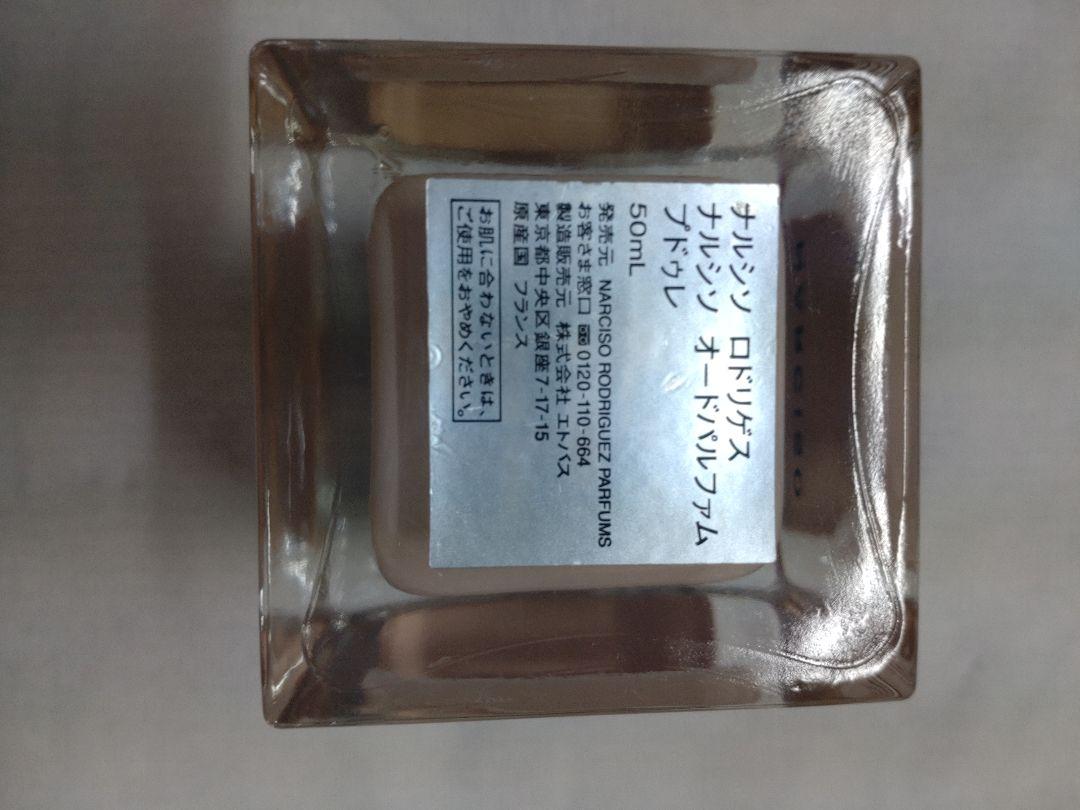 ナルシソ ロドリゲス
ナルシソ オードパルファム
プドゥレ
50mL
発売元 NARCISO RODRIGUEZ PARFUMS
お客さま窓口 0120-110-664
製造販売元 株式会社 エトバス
東京都中央区銀座7-17-15
原産国 フランス
お肌に合わないときは、
ご使用をおやめください。